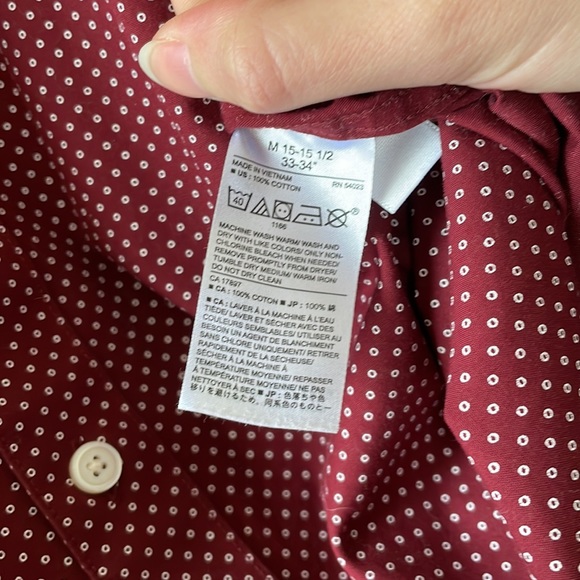 M 15-15 1/2
33-34"
MADE IN VIETNAM
RN 54023
■ US : 100% COTTON
40
1166
MACHINE WASH WARM/ WASH AND
DRY WITH LIKE COLORS/ ONLY NON-
CHLORINE BLEACH WHEN NEEDED/
REMOVE PROMPTLY FROM DRYER/
TUMBLE DRY MEDIUM/ WARM IRON/
DO NOT DRY CLEAN
CA 17897
■ CA : 100% COTTON ■ JP : 100% 綿
■ CA : LAVER À LA MACHINE À L'EAU
TIÈDE/ LAVER ET SÉCHER AVEC DES
COULEURS SEMBLABLES/ UTILISER AU
BESOIN UN AGENT DE BLANCHIMENT
SANS CHLORE UNIQUEMENT/ RETIRER
RAPIDEMENT DE LA SÉCHEUSE/
SÉCHER À LA MACHINE
À TEMPÉRATURE MOYENNE/ REPASSER
À TEMPÉRATURE MOYENNE/ NE PAS
NETTOYER À SEC ■ JP : 色落ちや色
移りを避けるため、同系色のものと一